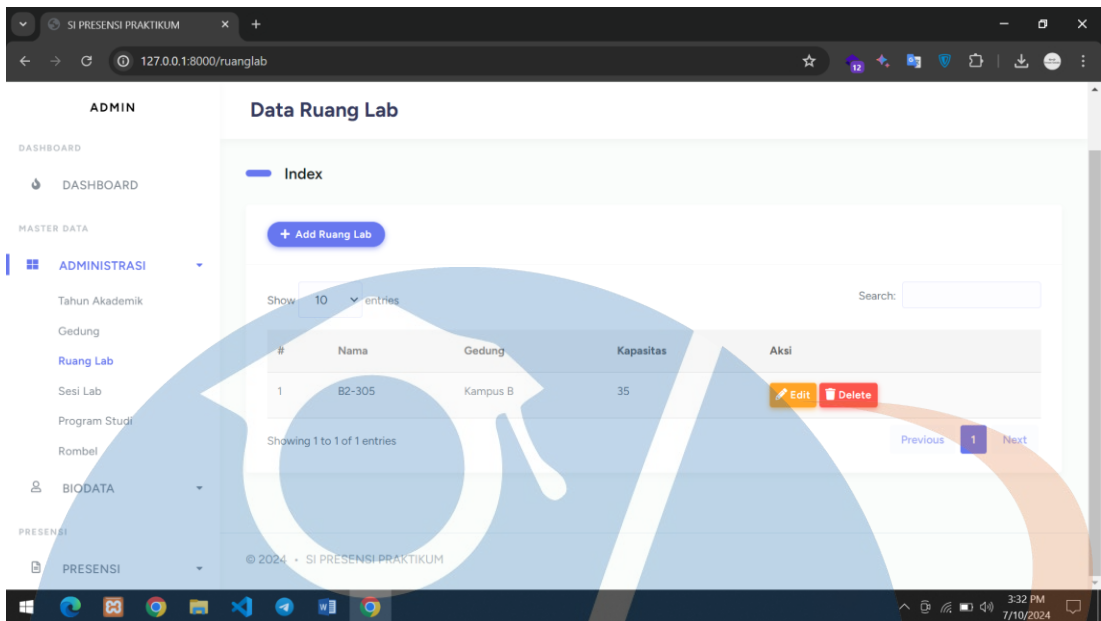 SI PRESENSI PRAKTIKUM
127.0.0.1:8000/ruanglab
12
ADMIN
Data Ruang Lab
DASHBOARD
DASHBOARD
Index
MASTER DATA
+ Add Ruang Lab
ADMINISTRASI
Tahun Akademik
Gedung
Ruang Lab
Sesi Lab
Program Studi
Rombel
BIODATA
PRESENSI
PRESENSI
Show 10 entries
Search:
# Nama Gedung Kapasitas Aksi
1 B2-305 Kampus B 35 Edit Delete
Showing 1 to 1 of 1 entries
Previous 1 Next
© 2024 • SI PRESENSI PRAKTIKUM
3:32 PM
7/10/2024